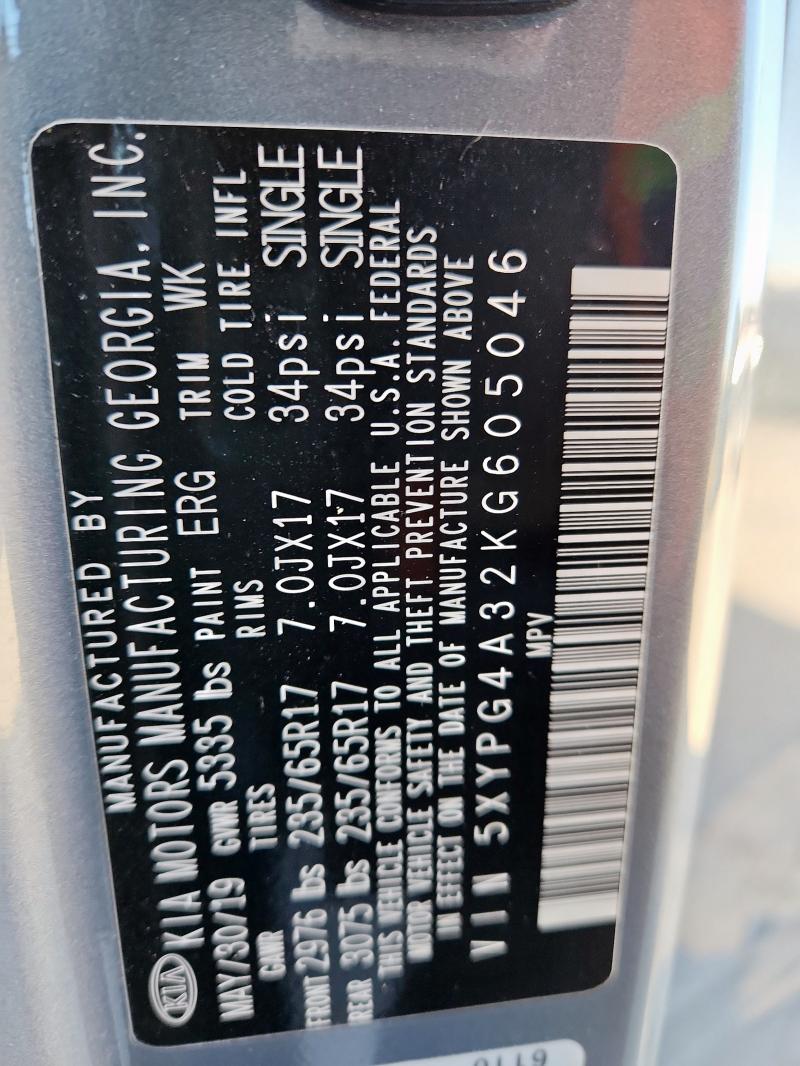 MANUFACTURED BY
KIA KIA MOTORS MANUFACTURING GEORGIA, INC.
MAY/30/19 GVWR 5335 lbs PAINT ERG TRIM WK
GAWR TIRES RIMS COLD TIRE INFL
FRONT 2976 lbs 235/65R17 7.0JX17 34psi SINGLE
REAR 3075 lbs 235/65R17 7.0JX17 34psi SINGLE
THIS VEHICLE CONFORMS TO ALL APPLICABLE U.S.A. FEDERAL
MOTOR VEHICLE SAFETY AND THEFT PREVENTION STANDARDS
IN EFFECT ON THE DATE OF MANUFACTURE SHOWN ABOVE
VIN 5XYPG4A32KG605046
MPV